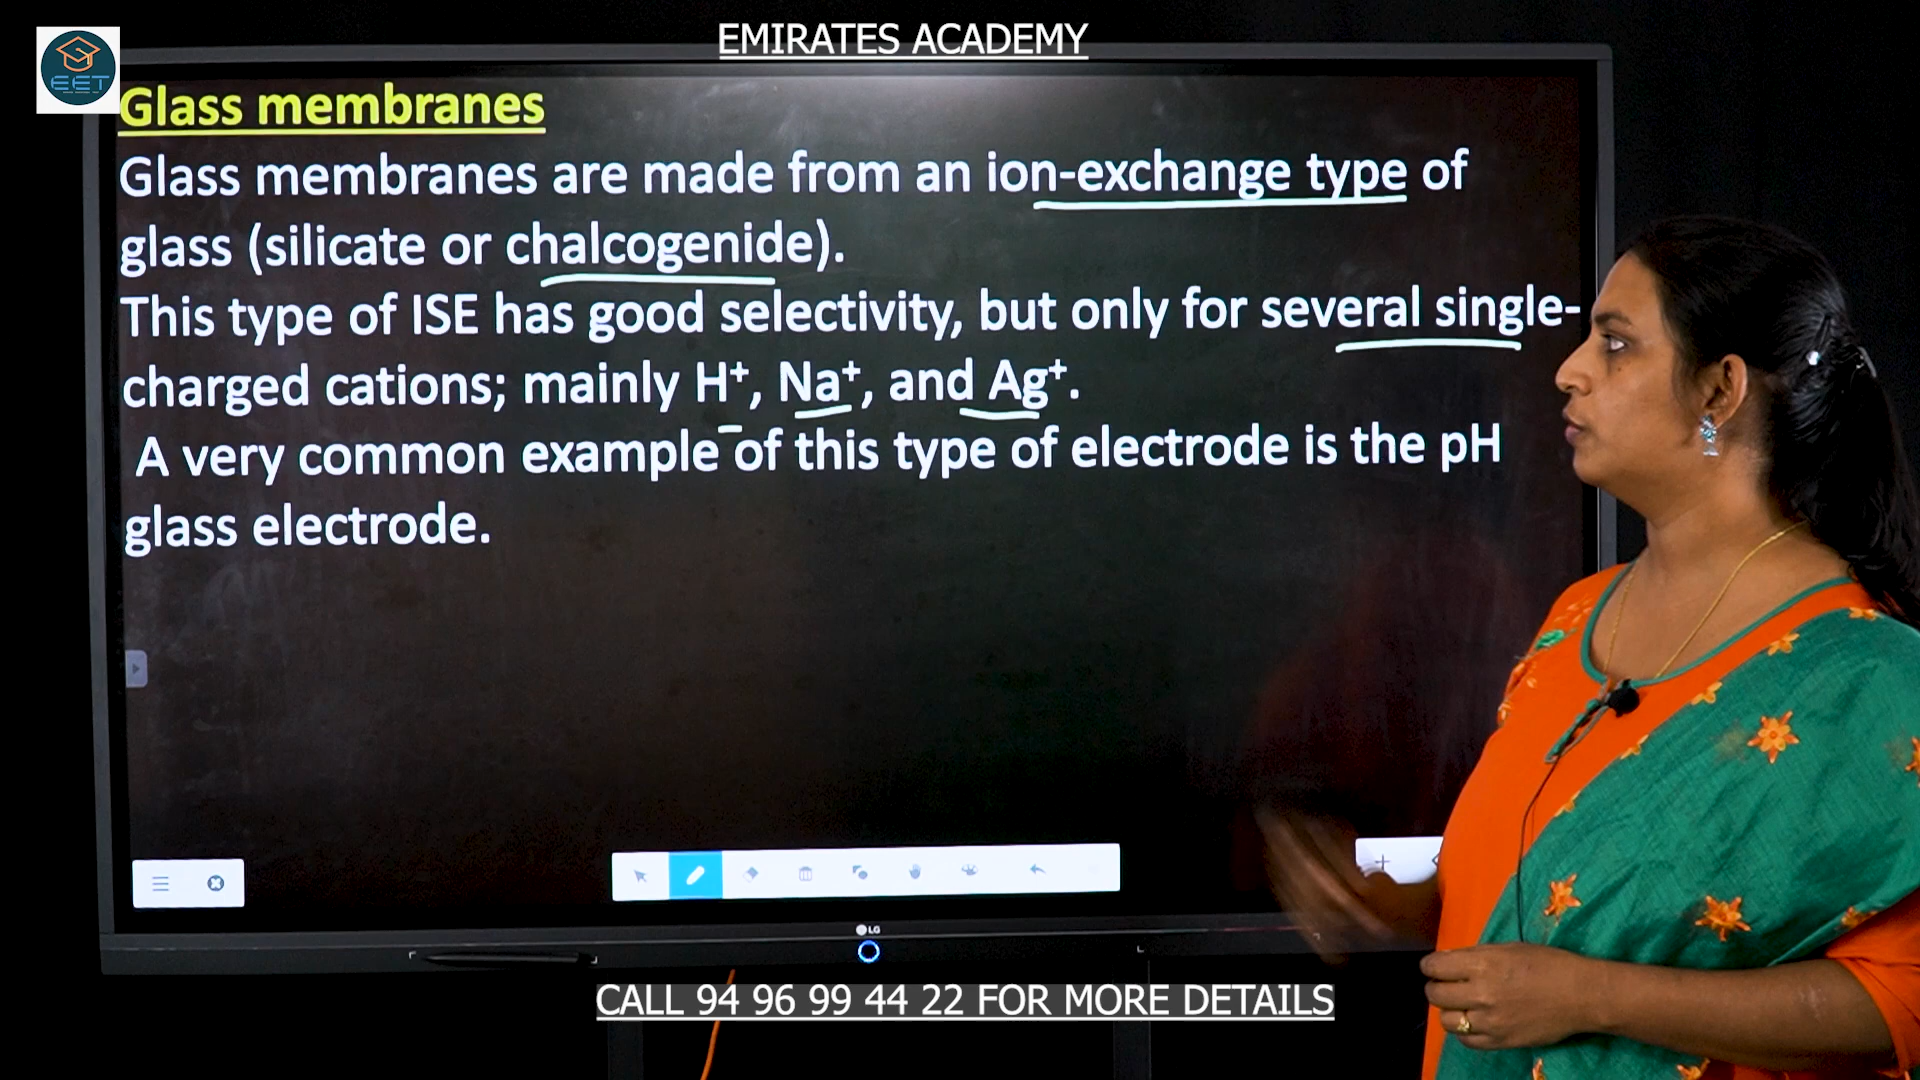 EMIRATES ACADEMY
EET
Glass membranes
Glass membranes are made from an ion-exchange type of
glass (silicate or chalcogenide).
This type of ISE has good selectivity, but only for several single-
charged cations; mainly H⁺, Na⁺, and Ag⁺.
A very common example of this type of electrode is the pH
glass electrode.
LG
CALL 94 96 99 44 22 FOR MORE DETAILS